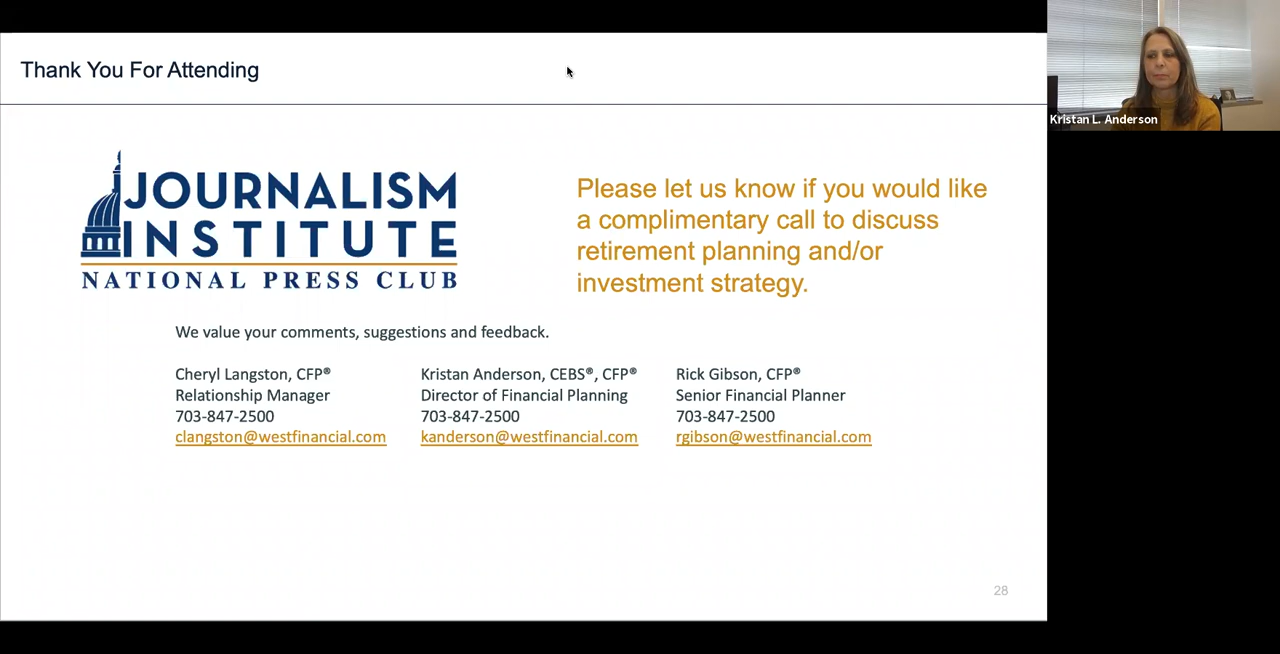 Thank You For Attending
Kristan L. Anderson
JOURNALISM
INSTITUTE
NATIONAL PRESS CLUB
Please let us know if you would like
a complimentary call to discuss
retirement planning and/or
investment strategy.
We value your comments, suggestions and feedback.
Cheryl Langston, CFP®
Relationship Manager
703-847-2500
clangston@westfinancial.com
Kristan Anderson, CEBS®, CFP®
Director of Financial Planning
703-847-2500
kanderson@westfinancial.com
Rick Gibson, CFP®
Senior Financial Planner
703-847-2500
rgibson@westfinancial.com
28